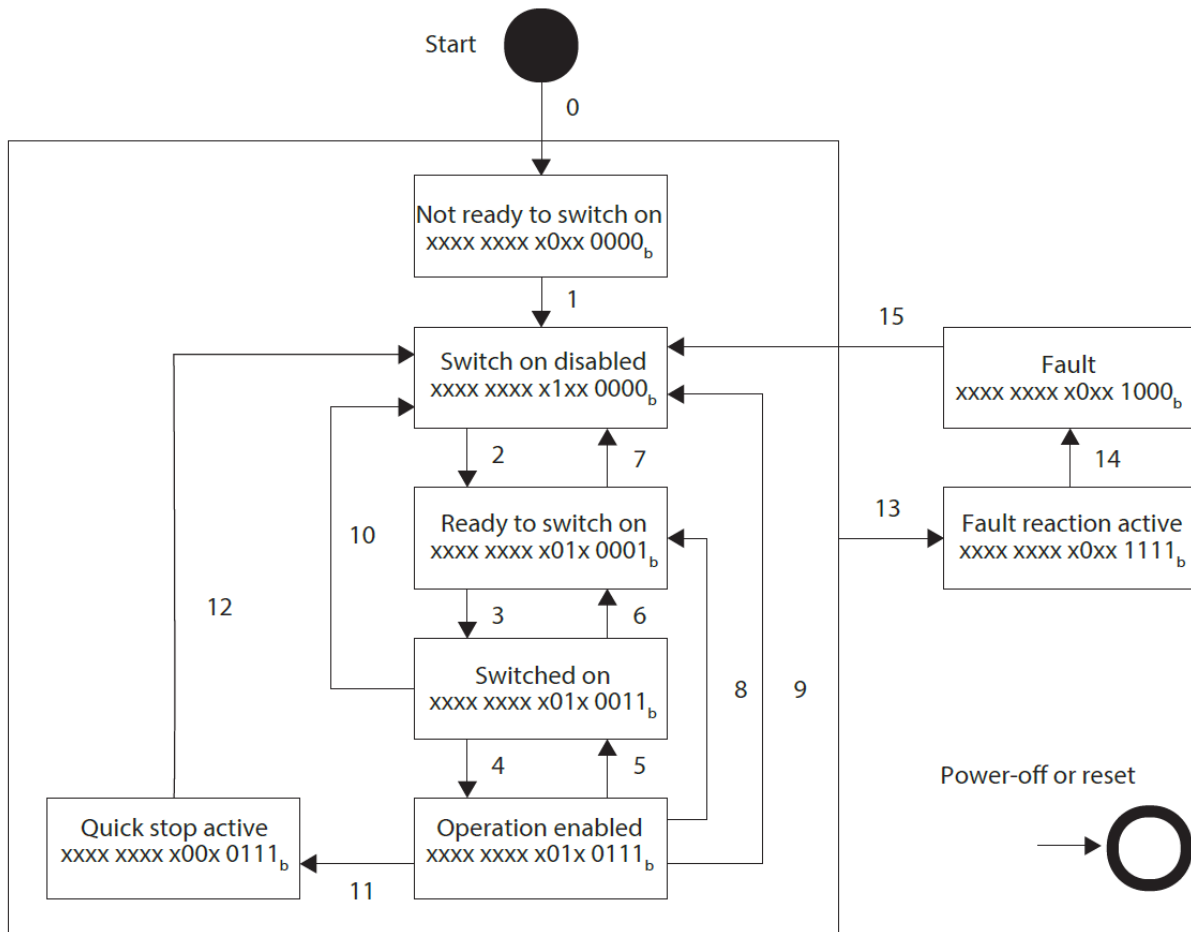 Start
0
Not ready to switch on
xxxx xxxx x0xx 0000b
1
15
Switch on disabled
xxxx xxxx x1xx 0000b
Fault
xxxx xxxx x0xx 1000b
2
7
14
10
Ready to switch on
xxxx xxxx x01x 0001b
13
Fault reaction active
xxxx xxxx x0xx 1111b
12
3
6
Switched on
xxxx xxxx x01x 0011b
8
9
4
5
Power-off or reset
Quick stop active
xxxx xxxx x00x 0111b
Operation enabled
xxxx xxxx x01x 0111b
11